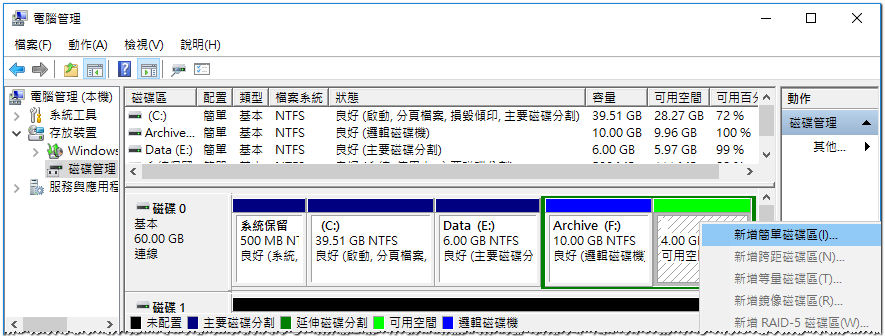 電腦管理
檔案(F) 動作(A) 檢視(V) 說明(H)
電腦管理 (本機)
系統工具
存放裝置
Windows
磁碟管理
服務與應用程
磁碟區 配置 類型 檔案系統 狀態 容量 可用空間 可用百分
(C:) 簡單 基本 NTFS 良好 (啟動, 分頁檔案, 損毀傾印, 主要磁碟分割) 39.51 GB 28.27 GB 72 %
Archive... 簡單 基本 NTFS 良好 (邏輯磁碟機) 10.00 GB 9.96 GB 100 %
Data (E:) 簡單 基本 NTFS 良好 (主要磁碟分割) 6.00 GB 5.97 GB 99 %
動作
磁碟管理
其他...
磁碟 0
基本
60.00 GB
連線
系統保留
500 MB NT
良好 (系統,
(C:)
39.51 GB NTFS
良好 (啟動, 分頁檔案,
Data (E:)
6.00 GB NTFS
良好 (主要磁碟分
Archive (F:)
10.00 GB NTFS
良好 (邏輯磁碟機
4.00 G
可用空
新增簡單磁碟區(I)...
新增跨距磁碟區(N)...
新增等量磁碟區(T)...
新增鏡像磁碟區(R)...
新增 RAID-5 磁碟區(W)...
磁碟 1
未配置 主要磁碟分割 延伸磁碟分割 可用空間 邏輯磁碟機